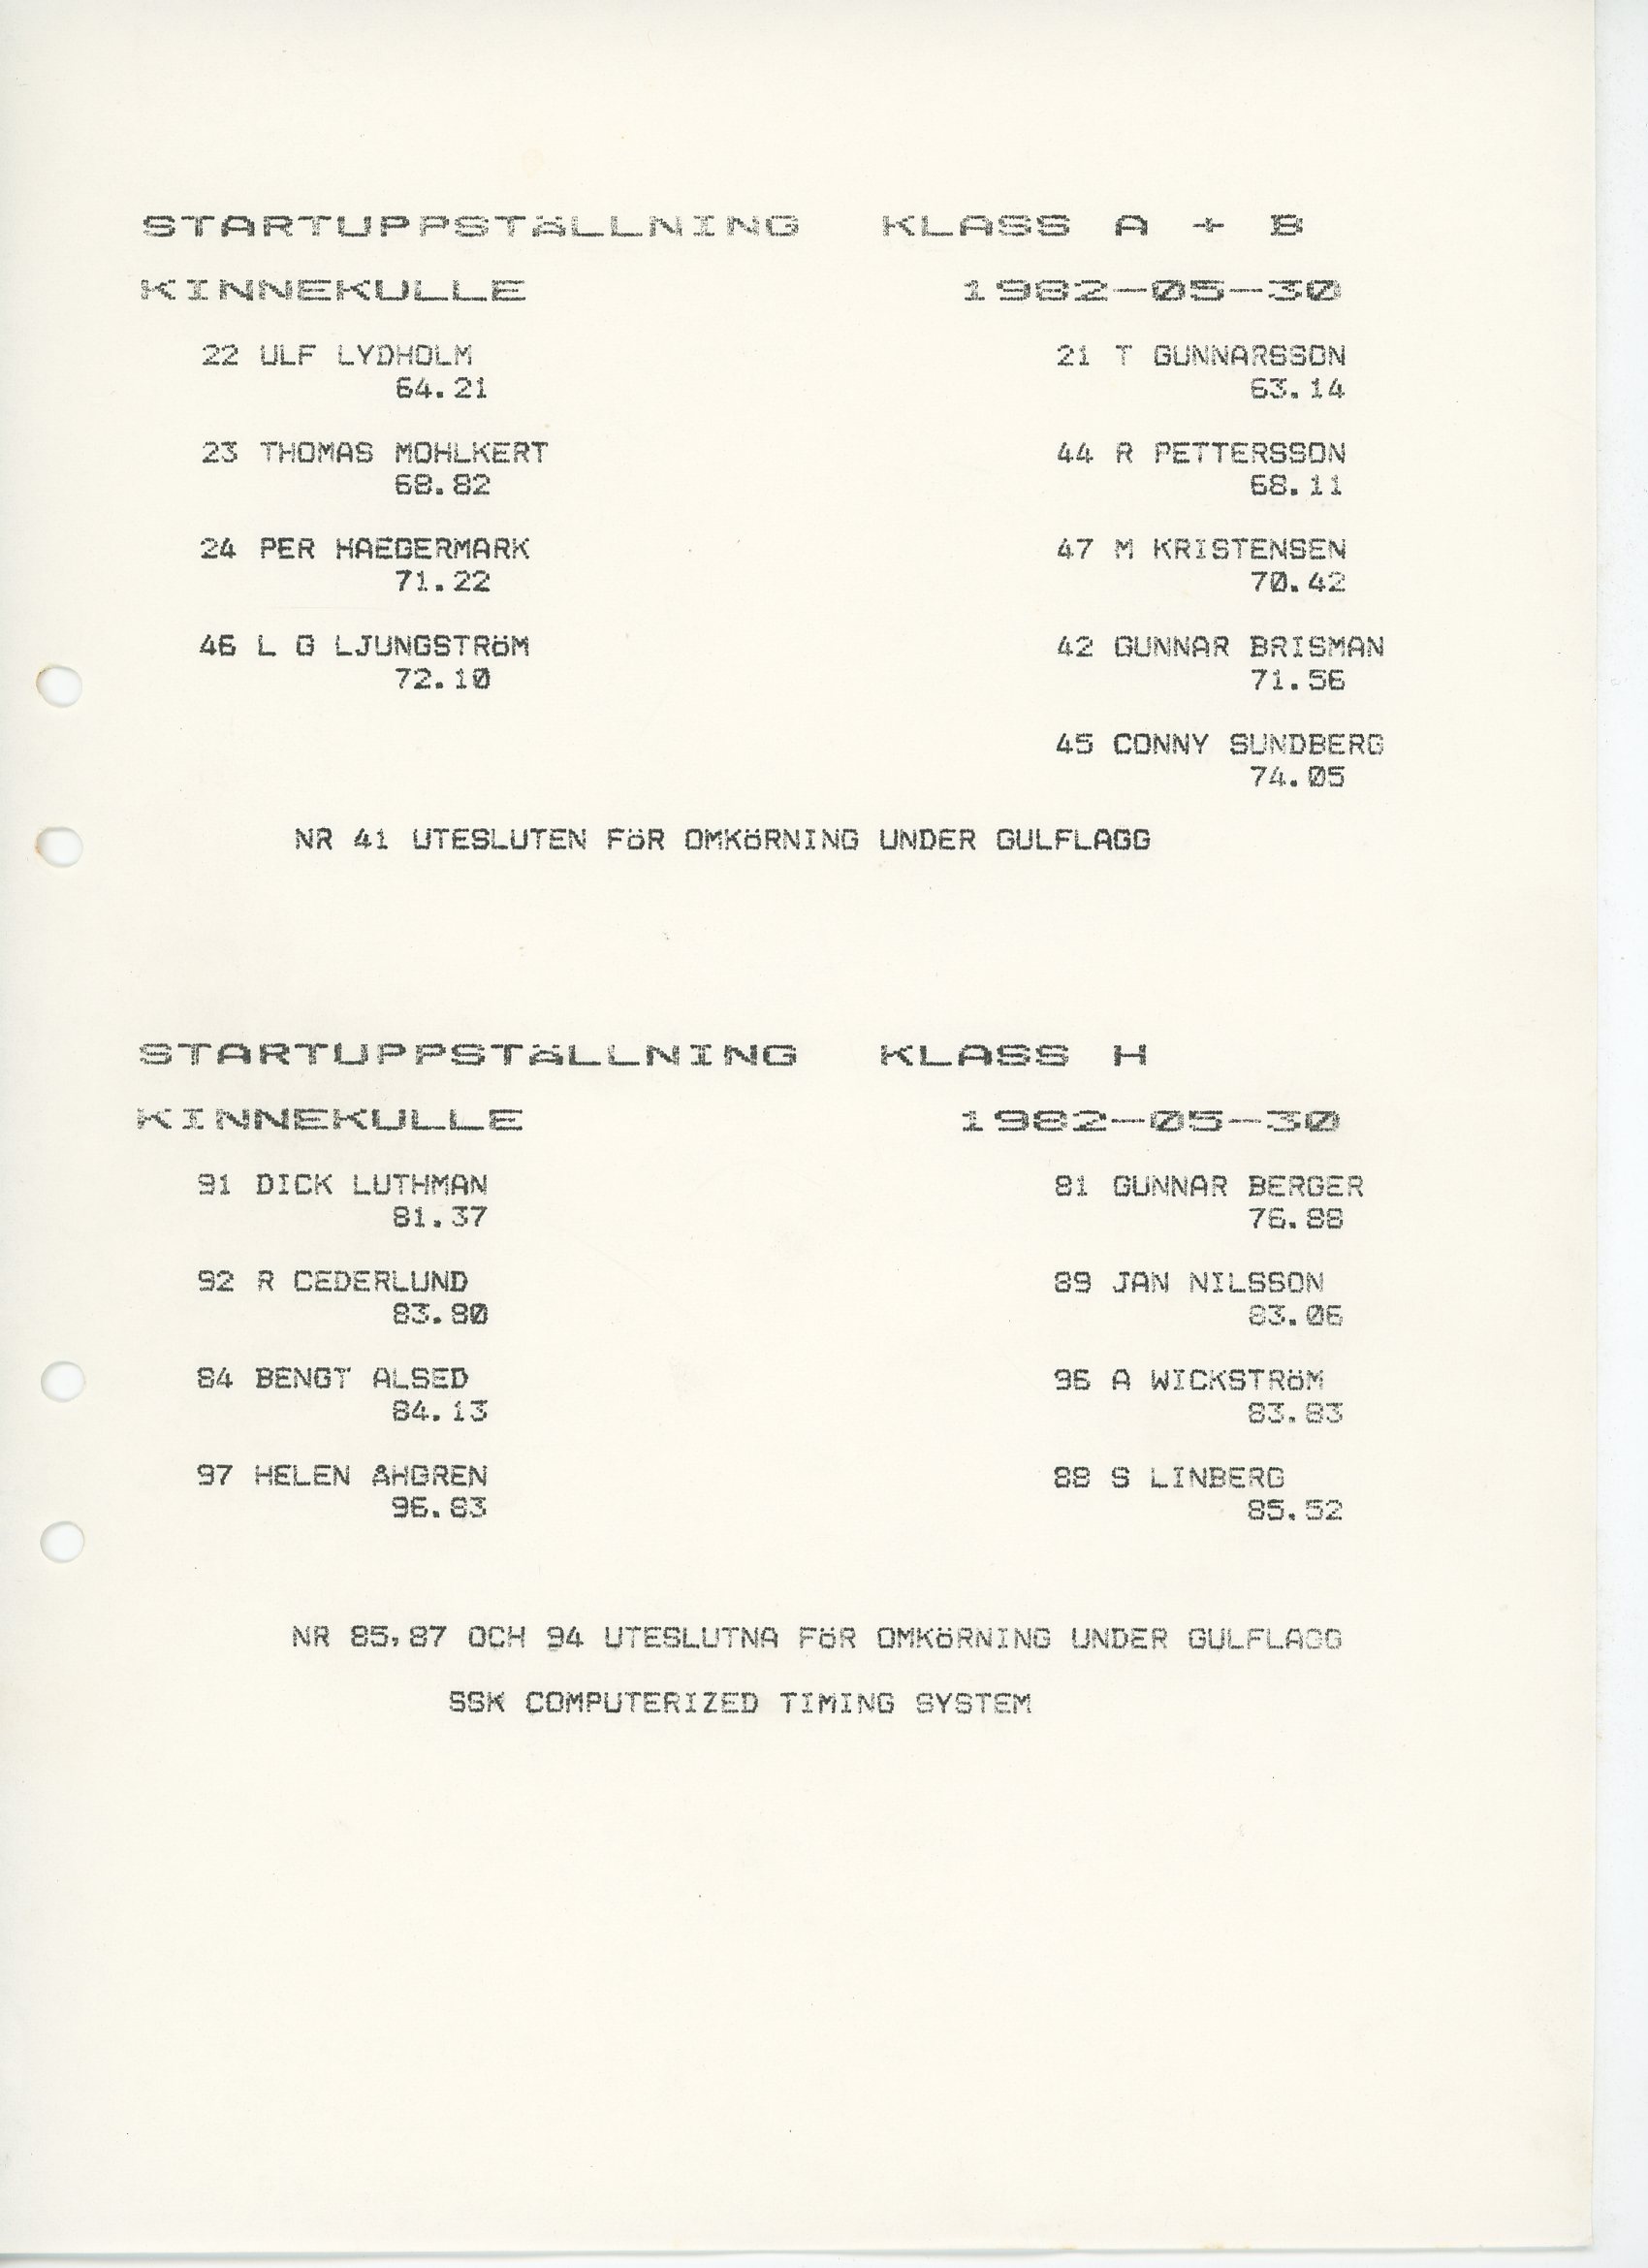 STARTUPPSTÄLLNING KLASS A + B
KINNEKULLE 1982-05-30
22 ULF LYDHOLM 21 T GUNNARSSON
64.21 63.14
23 THOMAS MOHLKERT 44 R PETTERSSON
68.82 68.11
24 PER HAEGERMARK 47 M KRISTENSEN
71.22 70.42
46 L G LJUNGSTRÖM 42 GUNNAR BRISMAN
72.10 71.56
45 CONNY SUNDBERG
74.05
NR 41 UTESLUTEN FÖR OMKÖRNING UNDER GULFLAGG
STARTUPPSTÄLLNING KLASS H
KINNEKULLE 1982-05-30
91 DICK LUTHMAN 81 GUNNAR BERGER
81.37 76.88
92 R CEDERLUND 89 JAN NILSSON
83.80 83.06
84 BENGT ALSED 96 A WICKSTRÖM
84.13 83.83
97 HELEN ÅHGREN 88 S LINBERG
96.83 85.52
NR 85,87 OCH 94 UTESLUTNA FÖR OMKÖRNING UNDER GULFLAGG
SSK COMPUTERIZED TIMING SYSTEM